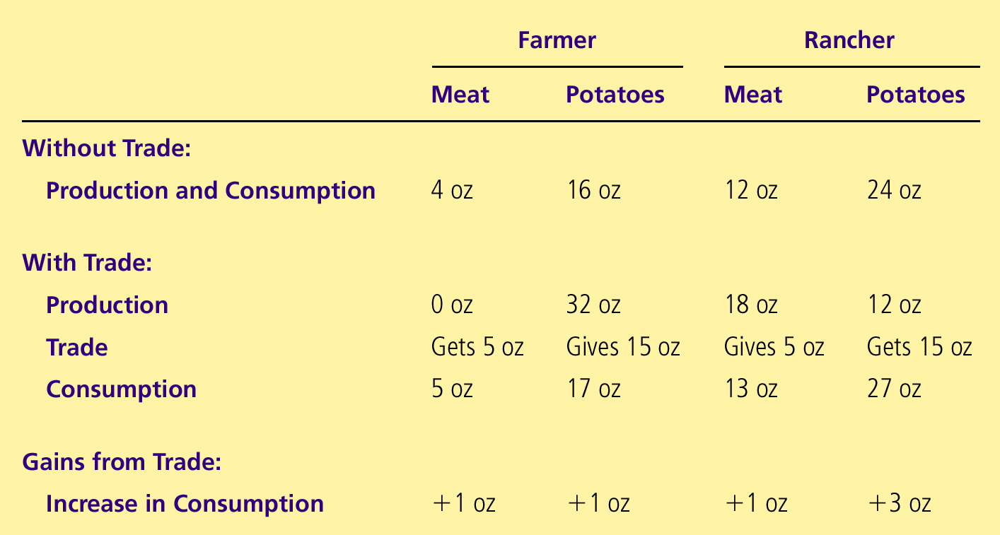 Farmer Rancher
Meat Potatoes Meat Potatoes
Without Trade:
Production and Consumption 4 oz 16 oz 12 oz 24 oz
With Trade:
Production 0 oz 32 oz 18 oz 12 oz
Trade Gets 5 oz Gives 15 oz Gives 5 oz Gets 15 oz
Consumption 5 oz 17 oz 13 oz 27 oz
Gains from Trade:
Increase in Consumption +1 oz +1 oz +1 oz +3 oz